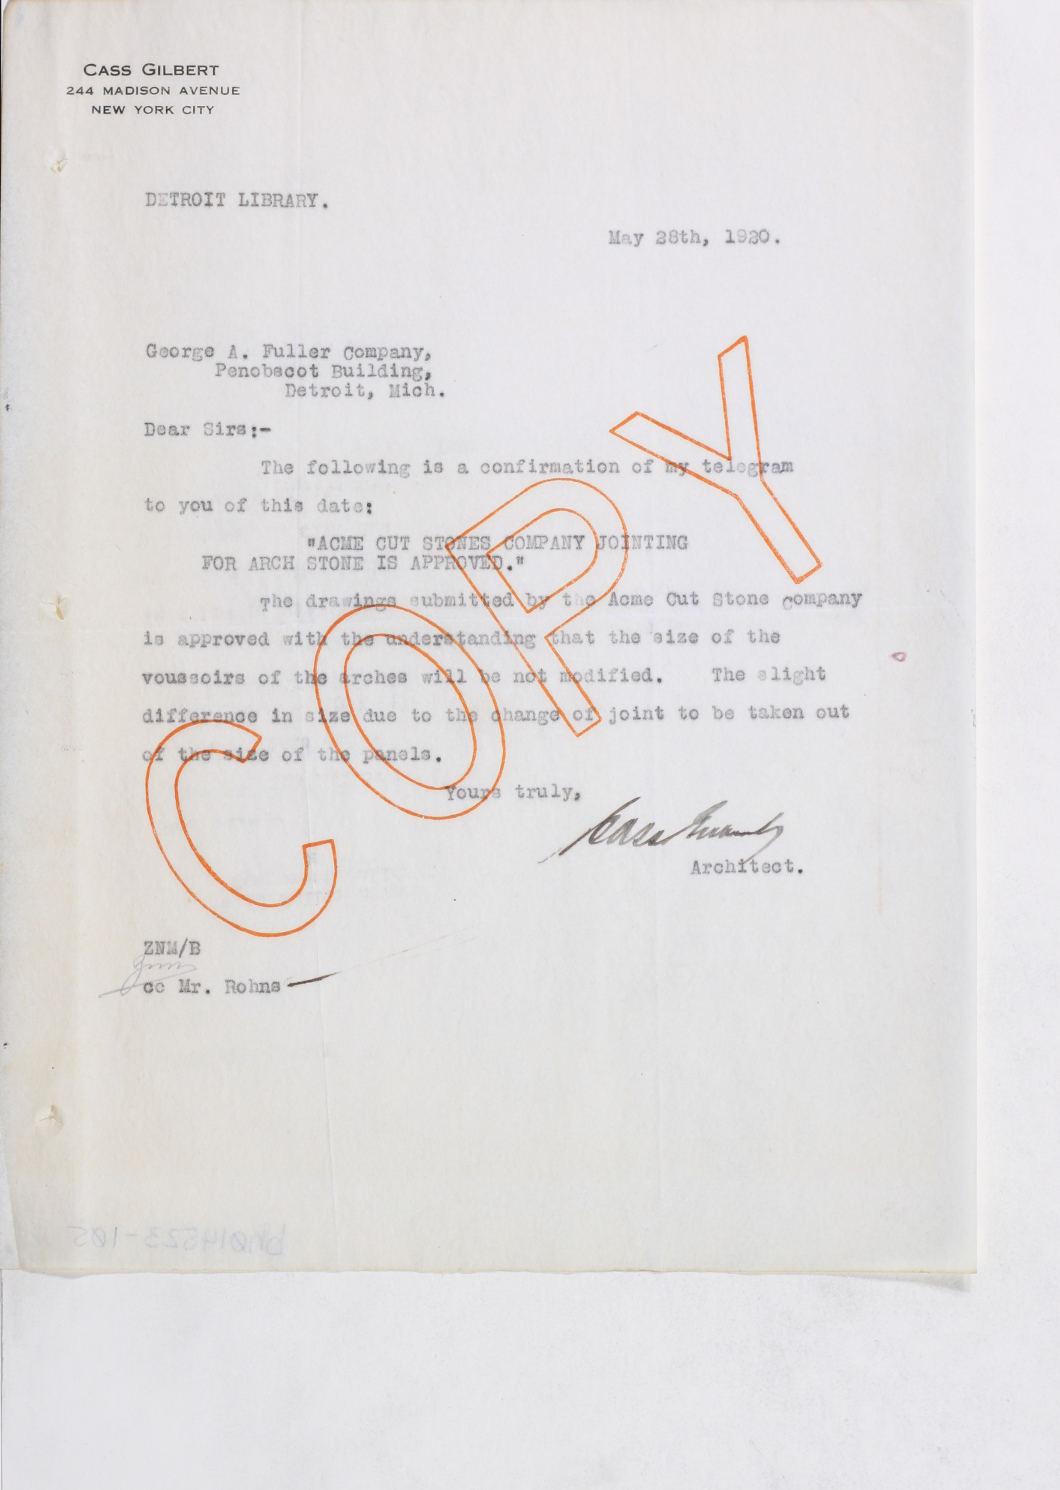 CASS GILBERT
244 MADISON AVENUE
NEW YORK CITY
DETROIT LIBRARY.
May 28th, 1920.
George A. Fuller Company,
Penobscot Building,
Detroit, Mich.
Dear Sirs:-
The following is a confirmation of my telegram
to you of this date:
"ACME CUT STONES COMPANY JOINTING
FOR ARCH STONE IS APPROVED."
The drawings submitted by the Acme Cut Stone Company
is approved with the understanding that the size of the
voussoirs of the arches will be not modified. The slight
difference in size due to the change of joint to be taken out
of the size of the panels.
Yours truly,
Cass Gilbert
Architect.
ZNM/B
cc Mr. Rohns
COPY
bh014523-105